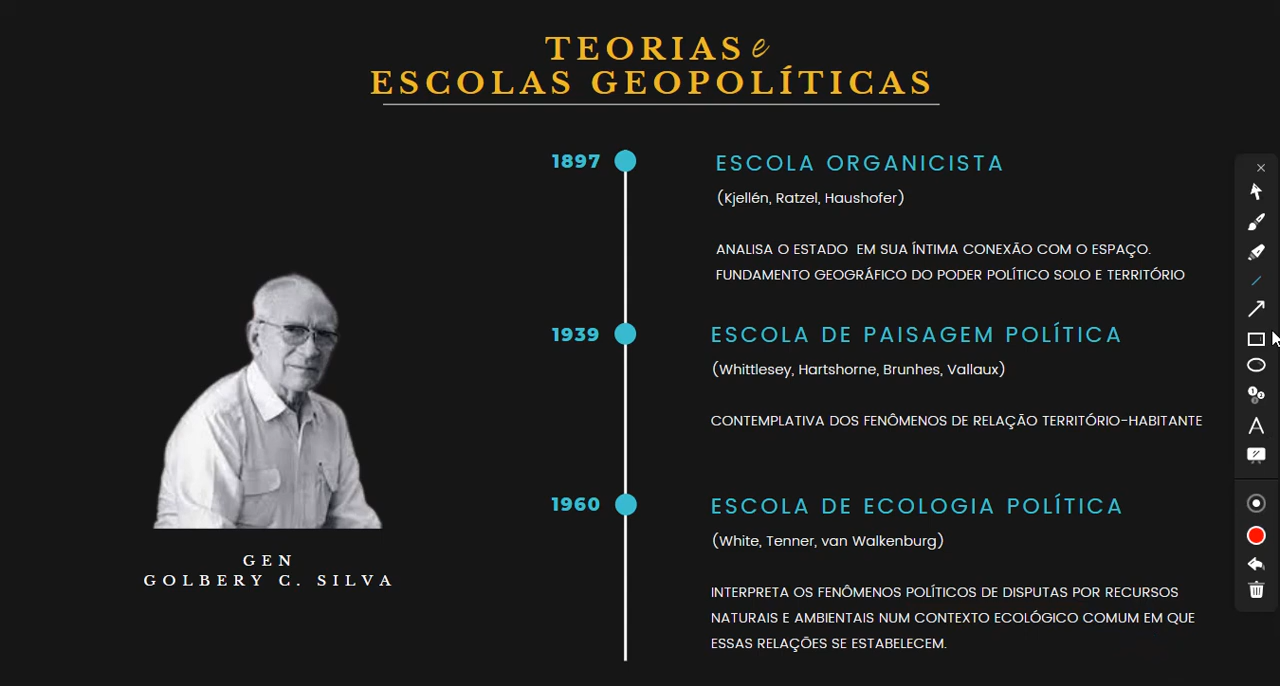 TEORIAS e
ESCOLAS GEOPOLÍTICAS
1897
ESCOLA ORGANICISTA
(Kjellén, Ratzel, Haushofer)
ANALISA O ESTADO EM SUA ÍNTIMA CONEXÃO COM O ESPAÇO.
FUNDAMENTO GEOGRÁFICO DO PODER POLÍTICO SOLO E TERRITÓRIO
1939
ESCOLA DE PAISAGEM POLÍTICA
(Whittlesey, Hartshorne, Brunhes, Vallaux)
CONTEMPLATIVA DOS FENÔMENOS DE RELAÇÃO TERRITÓRIO-HABITANTE
1960
ESCOLA DE ECOLOGIA POLÍTICA
(White, Tenner, van Walkenburg)
INTERPRETA OS FENÔMENOS POLÍTICOS DE DISPUTAS POR RECURSOS
NATURAIS E AMBIENTAIS NUM CONTEXTO ECOLÓGICO COMUM EM QUE
ESSAS RELAÇÕES SE ESTABELECEM.
GEN
GOLBERY C. SILVA